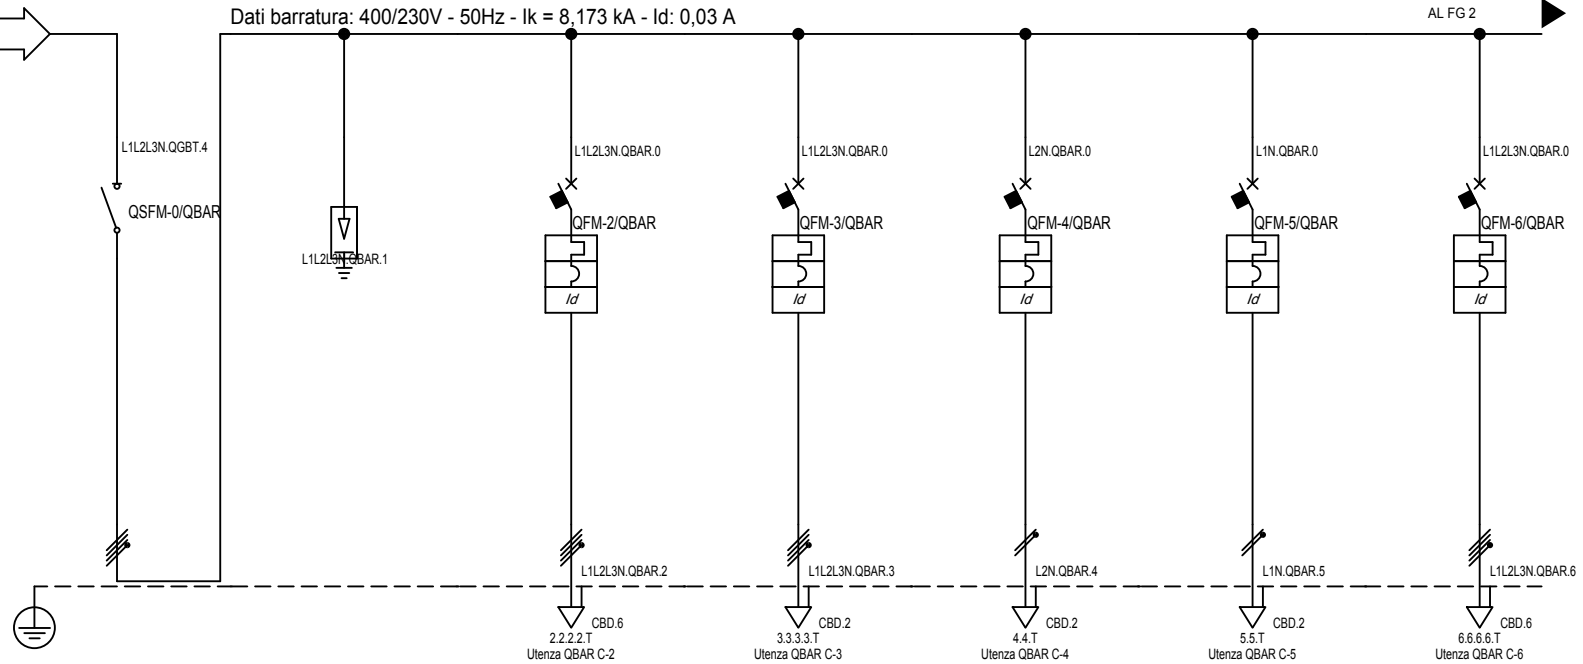 Dati barratura: 400/230V - 50Hz - Ik = 8,173 kA - Id: 0,03 A
AL FG 2
L1L2L3N.QGBT.4
L1L2L3N.QBAR.0
L1L2L3N.QBAR.0
L2N.QBAR.0
L1N.QBAR.0
L1L2L3N.QBAR.0
QSFM-0/QBAR
QFM-2/QBAR
QFM-3/QBAR
QFM-4/QBAR
QFM-5/QBAR
QFM-6/QBAR
L1L2L3N.QBAR.1
Id
Id
Id
Id
Id
L1L2L3N.QBAR.2
L1L2L3N.QBAR.3
L2N.QBAR.4
L1N.QBAR.5
L1L2L3N.QBAR.6
CBD.6
CBD.2
CBD.2
CBD.2
CBD.6
2.2.2.2.T
3.3.3.3.T
4.4.T
5.5.T
6.6.6.6.T
Utenza QBAR C-2
Utenza QBAR C-3
Utenza QBAR C-4
Utenza QBAR C-5
Utenza QBAR C-6